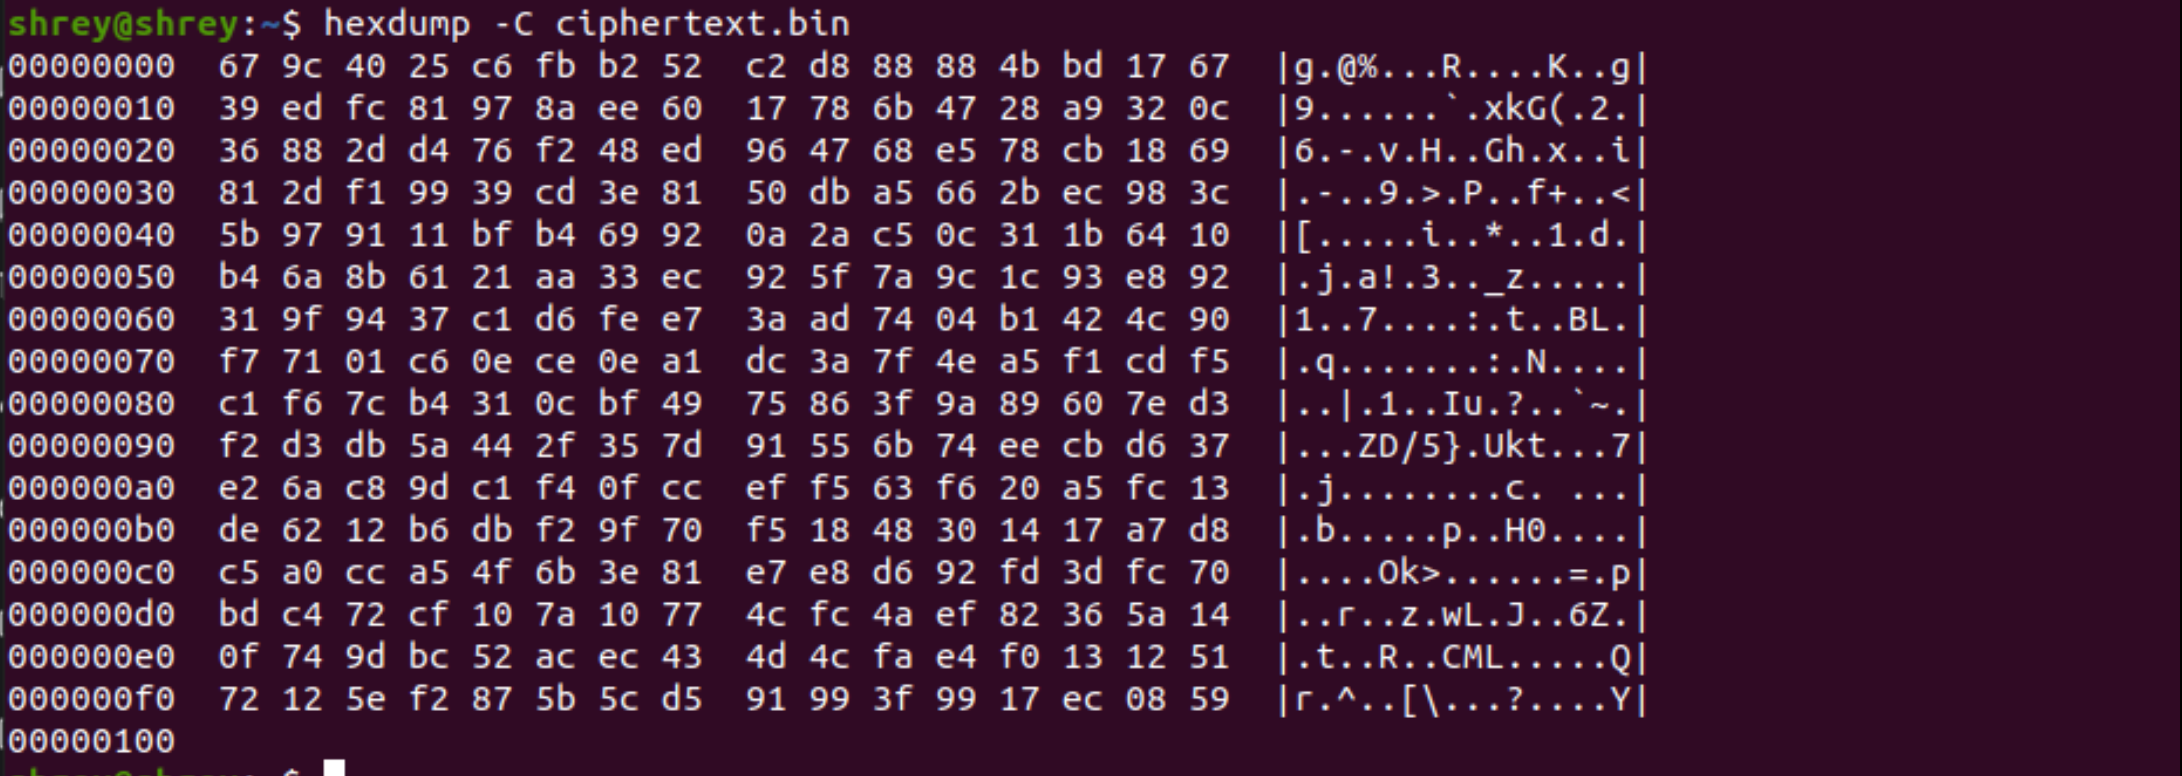 shrey@shrey:~$ hexdump -C ciphertext.bin
00000000  67 9c 40 25 c6 fb b2 52  c2 d8 88 88 4b bd 17 67  |g.@%...R....K..g|
00000010  39 ed fc 81 97 8a ee 60  17 78 6b 47 28 a9 32 0c  |9......`.xkG(.2.|
00000020  36 88 2d d4 76 f2 48 ed  96 47 68 e5 78 cb 18 69  |6.-.v.H..Gh.x..i|
00000030  81 2d f1 99 39 cd 3e 81  50 db a5 66 2b ec 98 3c  |.-..9.>.P..f+..<|
00000040  5b 97 91 11 bf b4 69 92  0a 2a c5 0c 31 1b 64 10  |[.....i..*..1.d.|
00000050  b4 6a 8b 61 21 aa 33 ec  92 5f 7a 9c 1c 93 e8 92  |.j.a!.3.._z.....|
00000060  31 9f 94 37 c1 d6 fe e7  3a ad 74 04 b1 42 4c 90  |1..7....:.t..BL.|
00000070  f7 71 01 c6 0e ce 0e a1  dc 3a 7f 4e a5 f1 cd f5  |.q.......:.N....|
00000080  c1 f6 7c b4 31 0c bf 49  75 86 3f 9a 89 60 7e d3  |..|.1..Iu.?..`~.|
00000090  f2 d3 db 5a 44 2f 35 7d  91 55 6b 74 ee cb d6 37  |...ZD/5}.Ukt...7|
000000a0  e2 6a c8 9d c1 f4 0f cc  ef f5 63 f6 20 a5 fc 13  |.j........c. ...|
000000b0  de 62 12 b6 db f2 9f 70  f5 18 48 30 14 17 a7 d8  |.b.....p..H0....|
000000c0  c5 a0 cc a5 4f 6b 3e 81  e7 e8 d6 92 fd 3d fc 70  |....Ok>......=.p|
000000d0  bd c4 72 cf 10 7a 10 77  4c fc 4a ef 82 36 5a 14  |..r..z.wL.J..6Z.|
000000e0  0f 74 9d bc 52 ac ec 43  4d 4c fa e4 f0 13 12 51  |.t..R..CML.....Q|
000000f0  72 12 5e f2 87 5b 5c d5  91 99 3f 99 17 ec 08 59  |r.^..[\...?....Y|
00000100